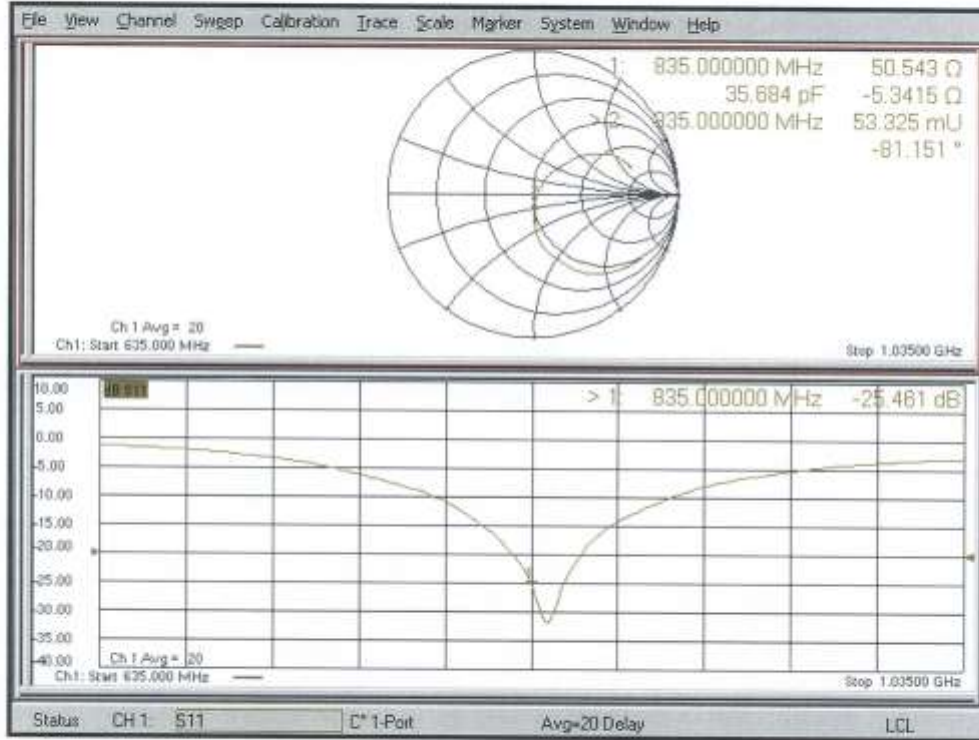 File View Channel Sweep Calibration Trace Scale Marker System Window Help
1: 835.000000 MHz 50.543 Ω
35.684 pF -5.3415 Ω
> 2: 835.000000 MHz 53.325 mU
-81.151 °
Ch 1 Avg = 20
Ch1: Start 635.000 MHz
Stop 1.03500 GHz
10.00
dB S11
> 1: 835.000000 MHz -25.461 dB
5.00
0.00
-5.00
-10.00
-15.00
-20.00
-25.00
-30.00
-35.00
-40.00
Ch 1 Avg = 20
Ch1: Start 635.000 MHz
Stop 1.03500 GHz
Status CH 1: S11 C* 1-Port Avg=20 Delay LCL